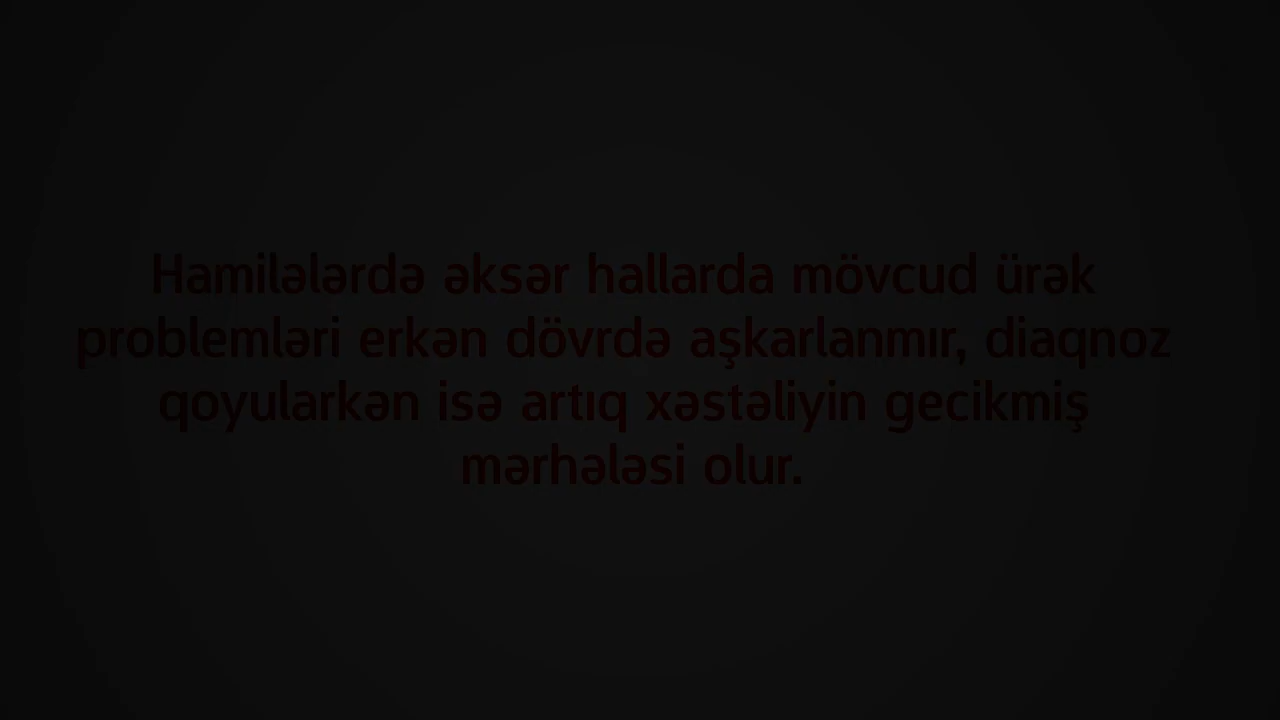 Hamilələrdə əksər hallarda mövcud ürək
problemləri erkən dövrdə aşkarlanmır, diaqnoz
qoyularkən isə artıq xəstəliyin gecikmiş
mərhələsi olur.